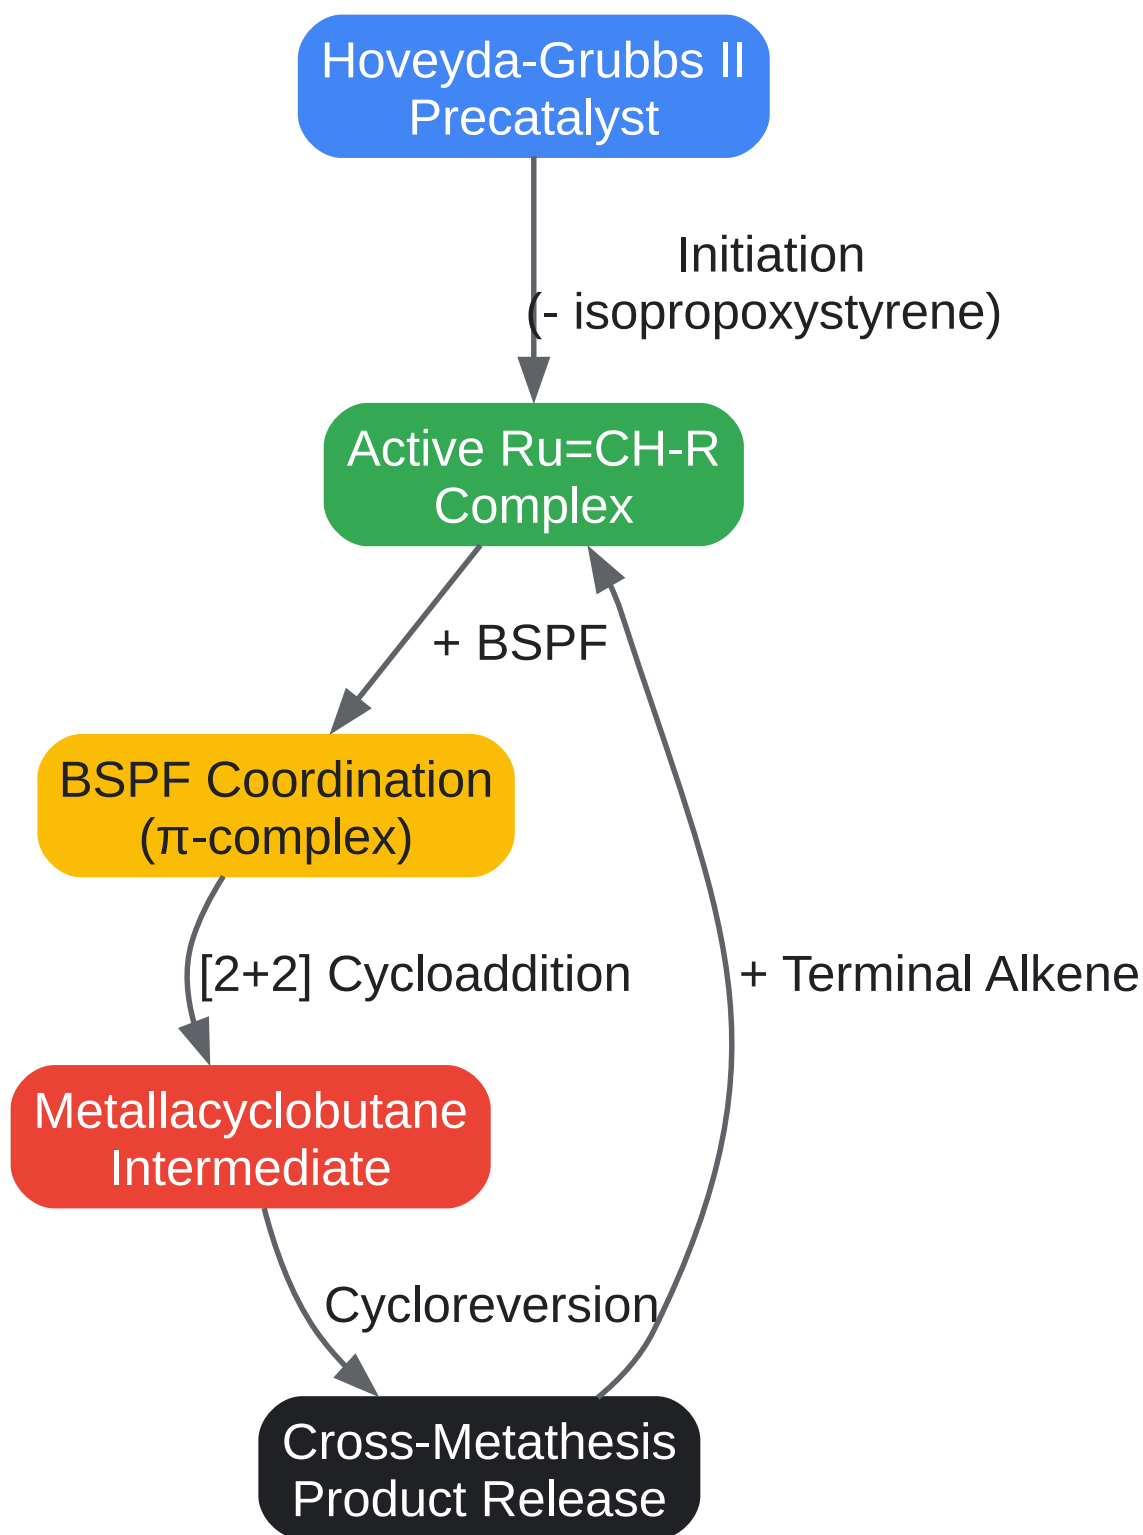 Hoveyda-Grubbs II
Precatalyst
Initiation
(- isopropoxystyrene)
Active Ru=CH-R
Complex
+ BSPF
BSPF Coordination
(π-complex)
[2+2] Cycloaddition
+ Terminal Alkene
Metallacyclobutane
Intermediate
Cycloreversion
Cross-Metathesis
Product Release